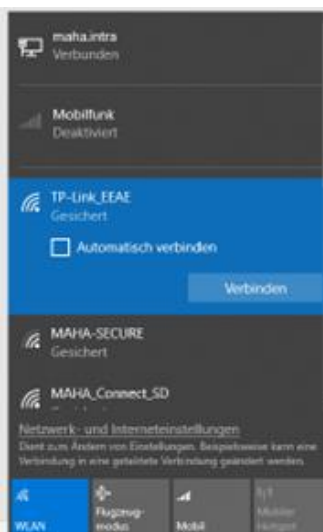 maha.intra
Verbunden
Mobilfunk
Deaktiviert
TP-Link_EEAE
Gesichert
Automatisch verbinden
Verbinden
MAHA-SECURE
Gesichert
MAHA_Connect_SD
Netzwerk- und Interneteinstellungen
Dient zum Ändern von Einstellungen. Beispielsweise kann eine
Verbindung in eine getaktete Verbindung geändert werden.
WLAN
Flugzeug-
modus
Mobil
Mobiler
Hotspot